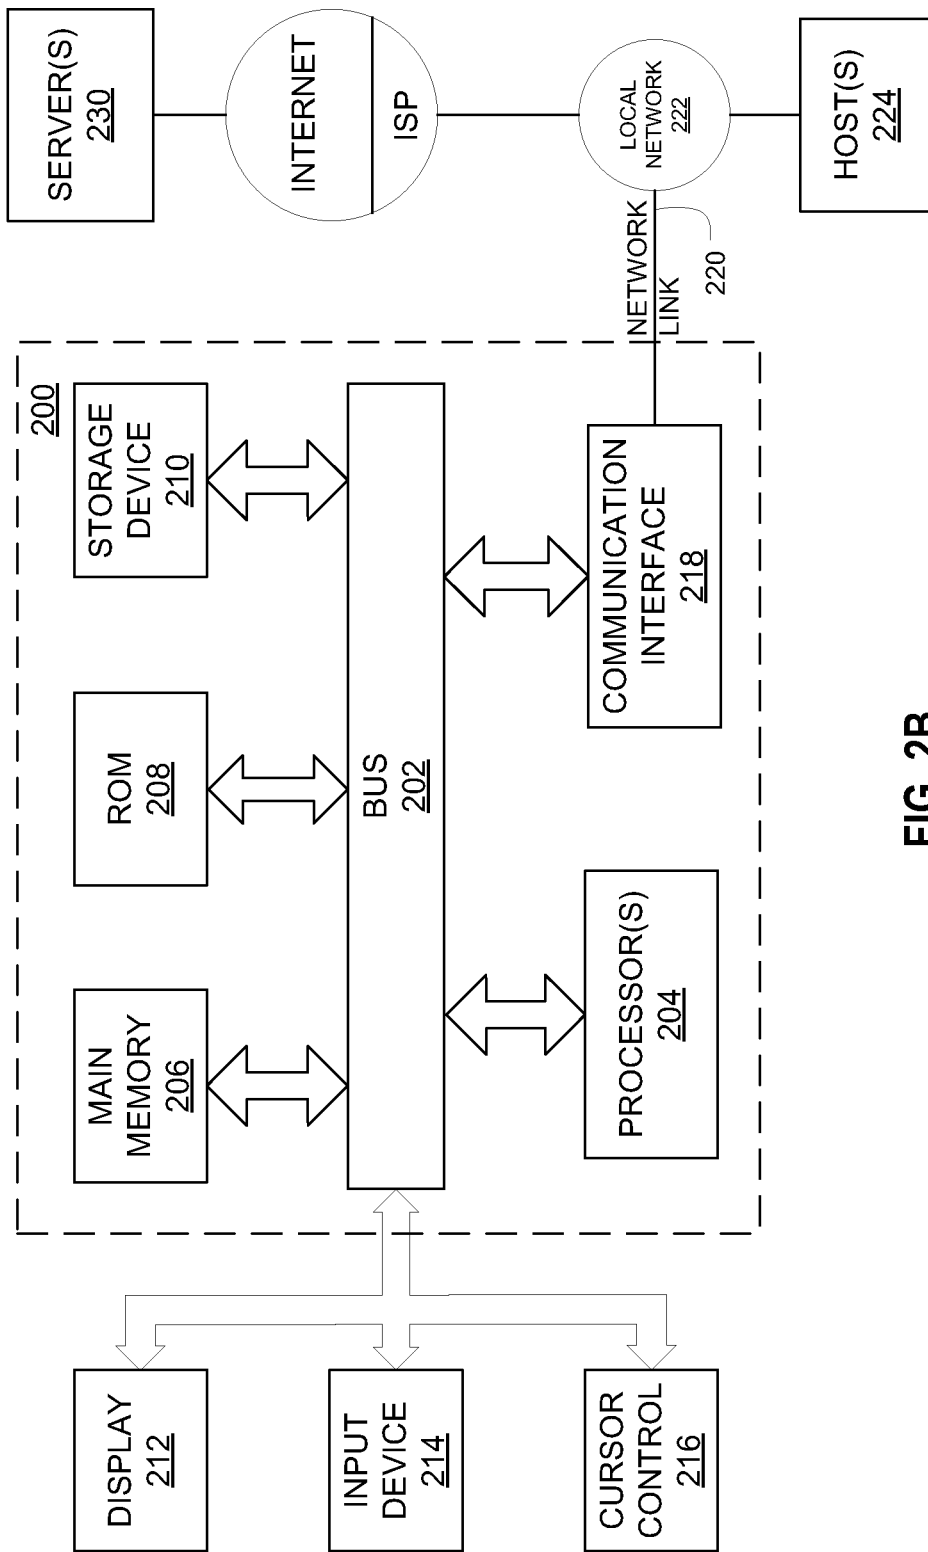 200
MAIN
MEMORY
206
ROM
208
STORAGE
DEVICE
210
SERVER(S)
230
DISPLAY
212
INTERNET
ISP
INPUT
DEVICE
214
BUS
202
CURSOR
CONTROL
216
PROCESSOR(S)
204
COMMUNICATION
INTERFACE
218
NETWORK
LINK
220
LOCAL
NETWORK
222
HOST(S)
224
FIG. 2B